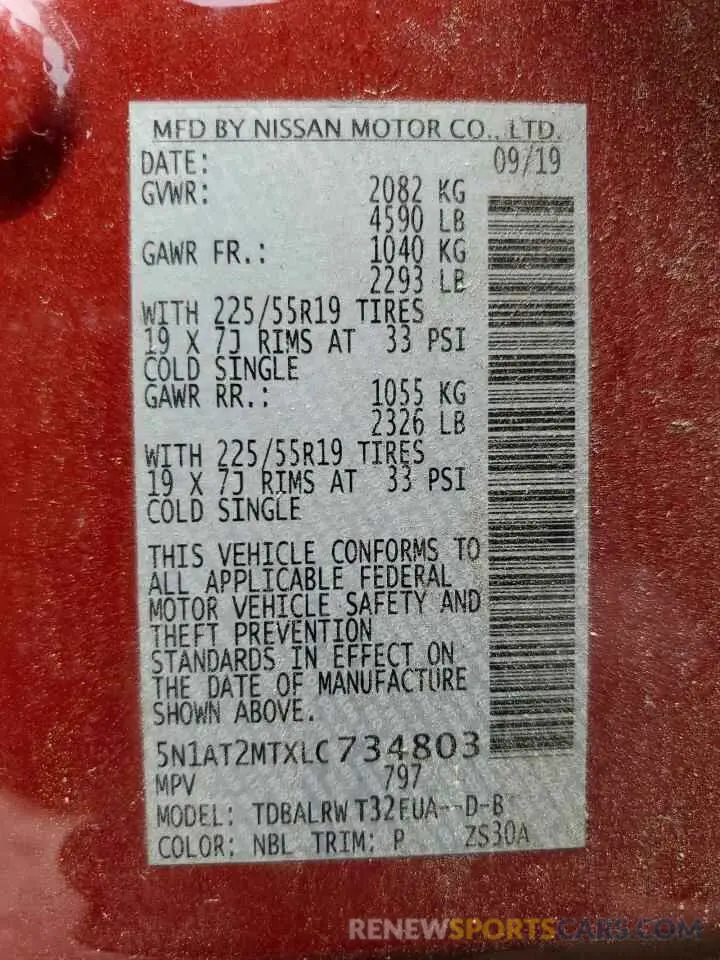 MFD BY NISSAN MOTOR CO., LTD.
DATE: 09/19
GVWR: 2082 KG
4590 LB
GAWR FR.: 1040 KG
2293 LB
WITH 225/55R19 TIRES
19 X 7J RIMS AT 33 PSI
COLD SINGLE
GAWR RR.: 1055 KG
2326 LB
WITH 225/55R19 TIRES
19 X 7J RIMS AT 33 PSI
COLD SINGLE
THIS VEHICLE CONFORMS TO
ALL APPLICABLE FEDERAL
MOTOR VEHICLE SAFETY AND
THEFT PREVENTION
STANDARDS IN EFFECT ON
THE DATE OF MANUFACTURE
SHOWN ABOVE.
5N1AT2MTXLC734803
MPV 797
MODEL: TDBALRW T32FUA--D-B
COLOR: NBL TRIM: P ZS30A
RENEWSPORTSCARS.COM